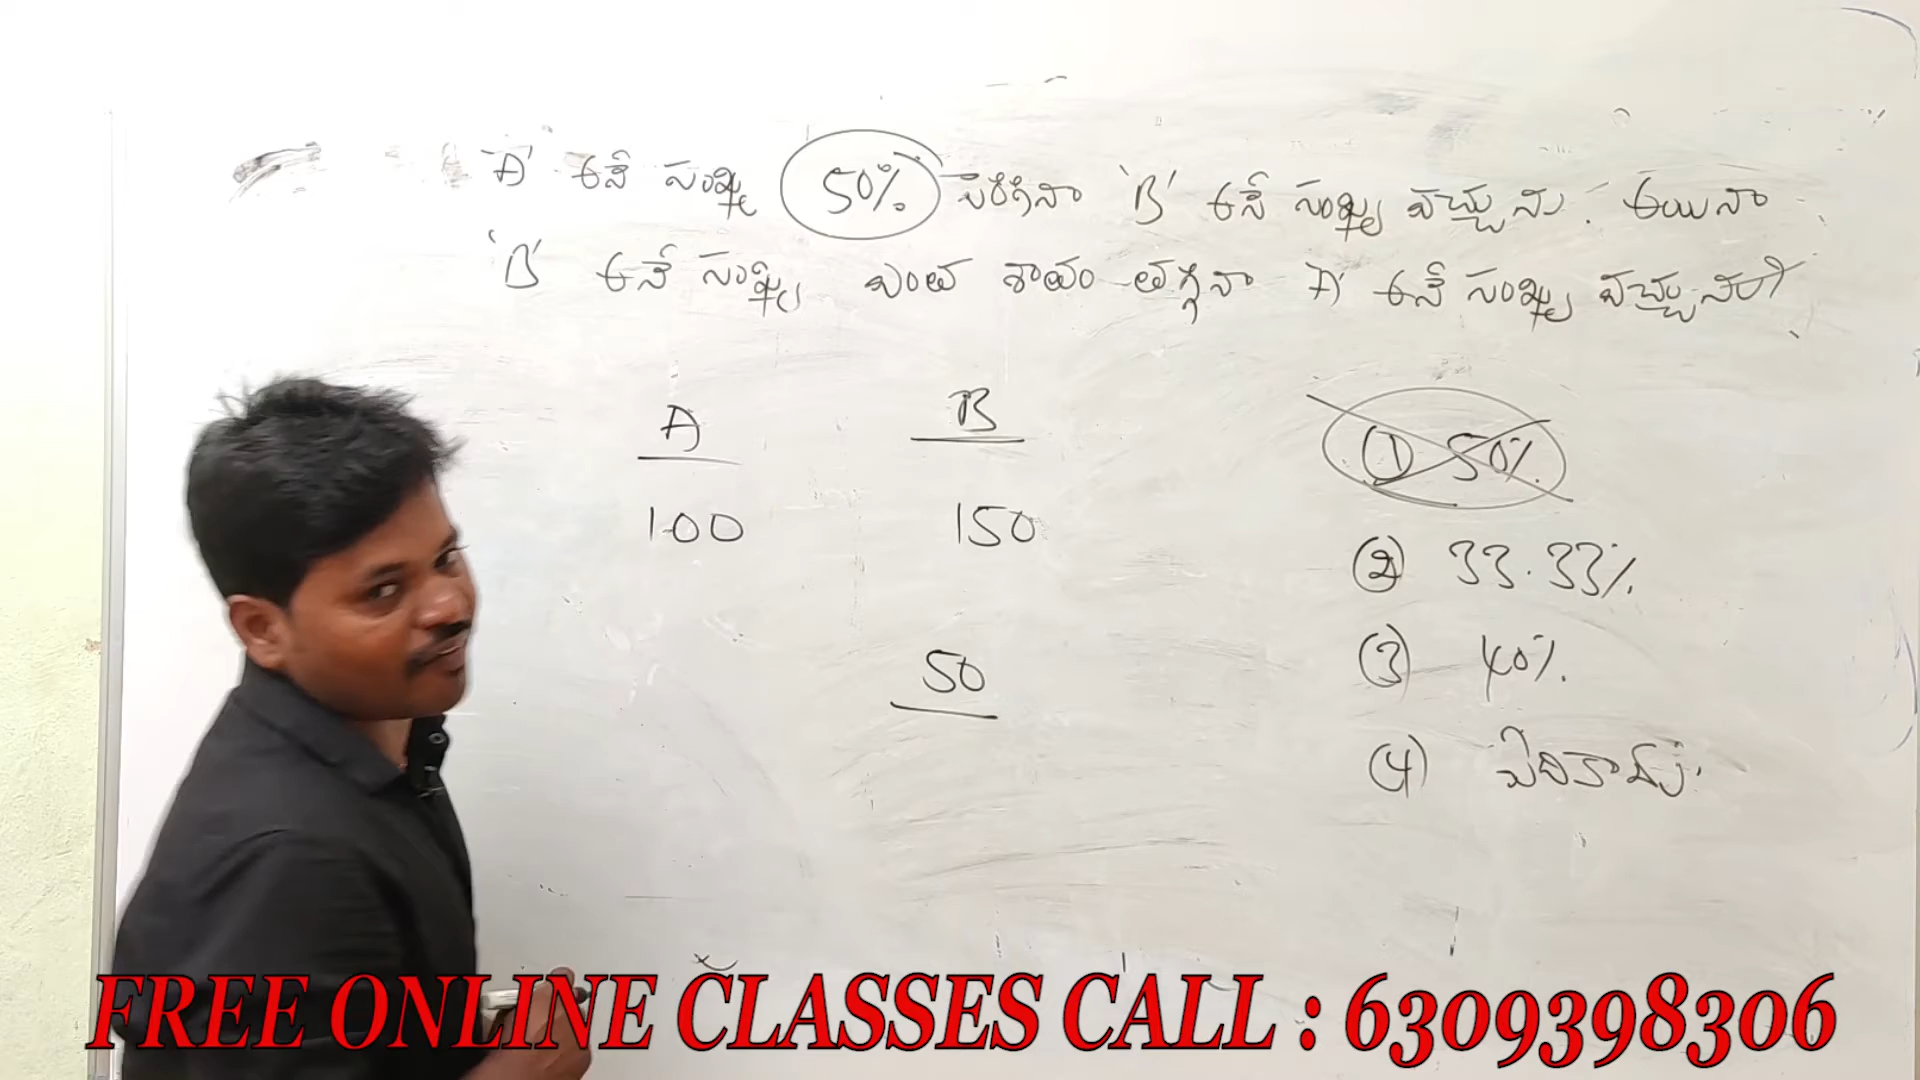 'A' అనే సంఖ్య 50% పెరిగినా 'B' అనే సంఖ్య వచ్చును. అయినా
'B' అనే సంఖ్య ఎంత శాతం తగ్గినా 'A' అనే సంఖ్య వచ్చునది?
A B
100 150
50
(1) 50%
(2) 33.33%
(3) 40%
(4) ఏదికాదు.
FREE ONLINE CLASSES CALL : 6309398306